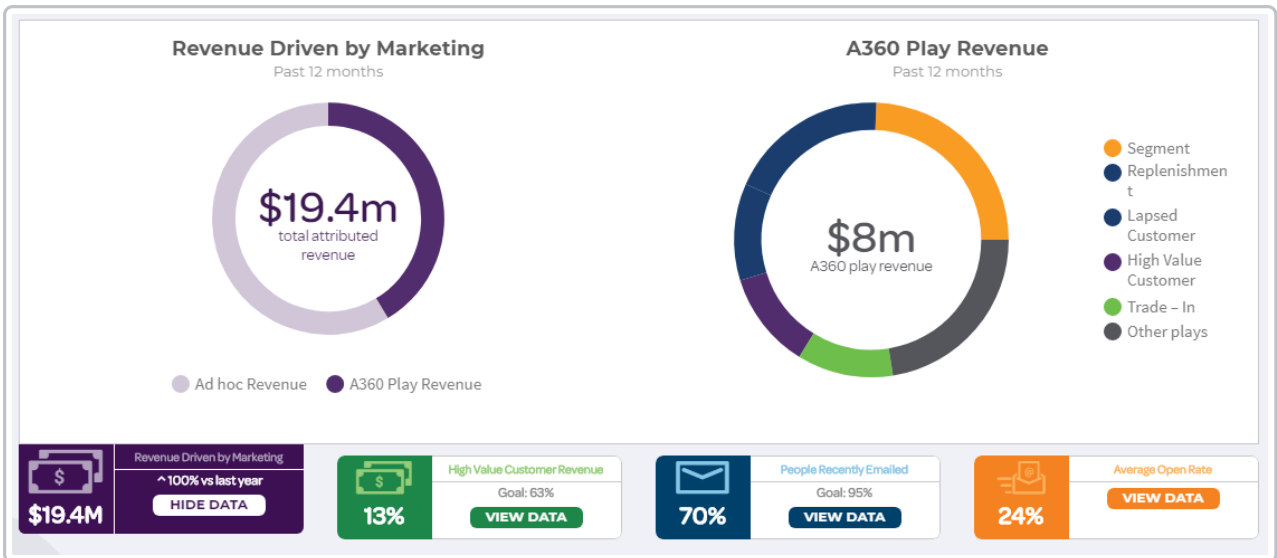 Revenue Driven by Marketing
Past 12 months
$19.4m
total attributed
revenue
Ad hoc Revenue
A360 Play Revenue
A360 Play Revenue
Past 12 months
$8m
A360 play revenue
Segment
Replenishmen
t
Lapsed
Customer
High Value
Customer
Trade – In
Other plays
$
$19.4M
Revenue Driven by Marketing
^ 100% vs last year
HIDE DATA
$
13%
High Value Customer Revenue
Goal: 63%
VIEW DATA
70%
People Recently Emailed
Goal: 95%
VIEW DATA
@
24%
Average Open Rate
VIEW DATA